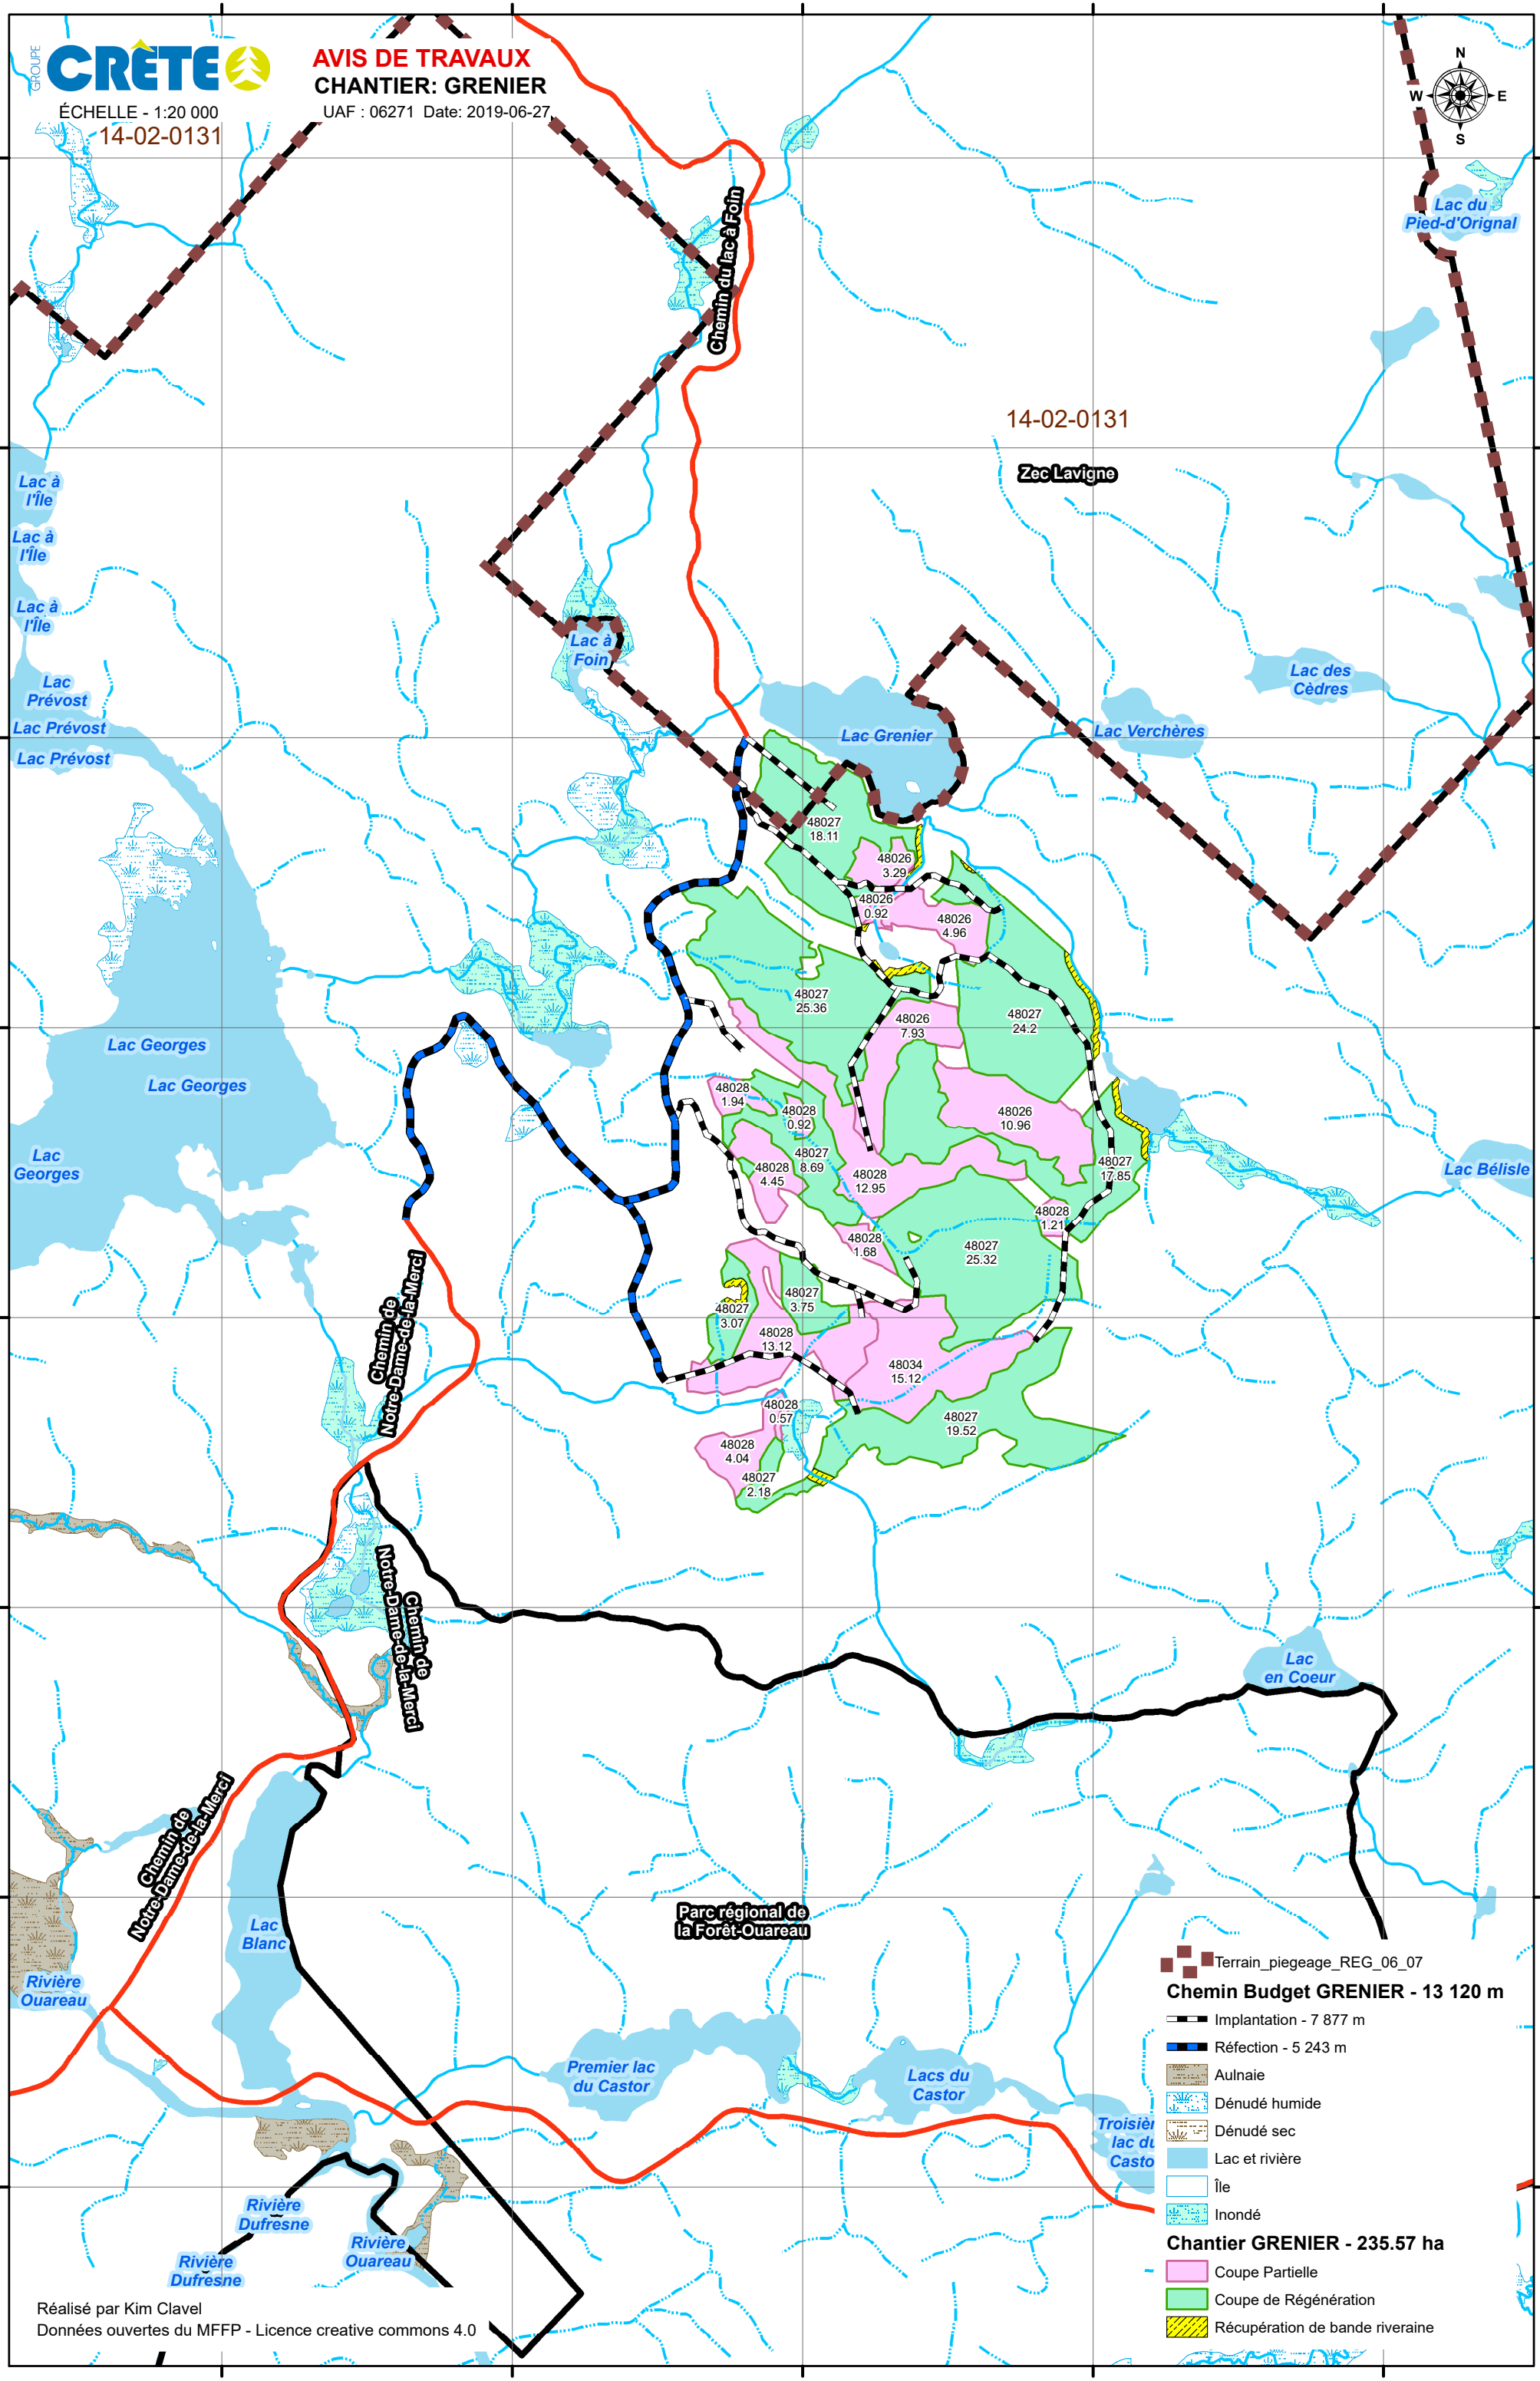 GROUPE
CRÊTE
ÉCHELLE - 1:20 000
14-02-0131
AVIS DE TRAVAUX
CHANTIER: GRENIER
UAF : 06271  Date: 2019-06-27
N
W
E
S
Lac du
Pied-d'Orignal
Chemin du lac à Foin
14-02-0131
Zec Lavigne
Lac à
l'Île
Lac à
l'Île
Lac à
l'Île
Lac à
Foin
Lac
Prévost
Lac Prévost
Lac Prévost
Lac des
Cèdres
Lac Grenier
Lac Verchères
48027
18.11
48026
3.29
48026
0.92
48026
4.96
48027
25.36
48026
7.93
48027
24.2
Lac Georges
Lac Georges
Lac
Georges
48028
1.94
48028
0.92
48026
10.96
48027
8.69
48028
4.45
48028
12.95
48027
17.85
Lac Bélisle
48028
1.21
48028
1.68
48027
25.32
48027
3.75
48027
3.07
48028
13.12
48034
15.12
48028
0.57
48027
19.52
48028
4.04
48027
2.18
Chemin de
Notre-Dame-de-la-Merci
Chemin de
Notre-Dame-de-la-Merci
Lac
en Coeur
Chemin de
Notre-Dame-de-la-Merci
Parc régional de
la Forêt-Ouareau
Lac
Blanc
Rivière
Ouareau
Premier lac
du Castor
Lacs du
Castor
Troisièr
lac du
Casto
Rivière
Dufresne
Rivière
Ouareau
Rivière
Dufresne
Terrain_piegeage_REG_06_07
Chemin Budget GRENIER - 13 120 m
Implantation - 7 877 m
Réfection - 5 243 m
Aulnaie
Dénudé humide
Dénudé sec
Lac et rivière
Île
Inondé
Chantier GRENIER - 235.57 ha
Coupe Partielle
Coupe de Régénération
Récupération de bande riveraine
Réalisé par Kim Clavel
Données ouvertes du MFFP - Licence creative commons 4.0